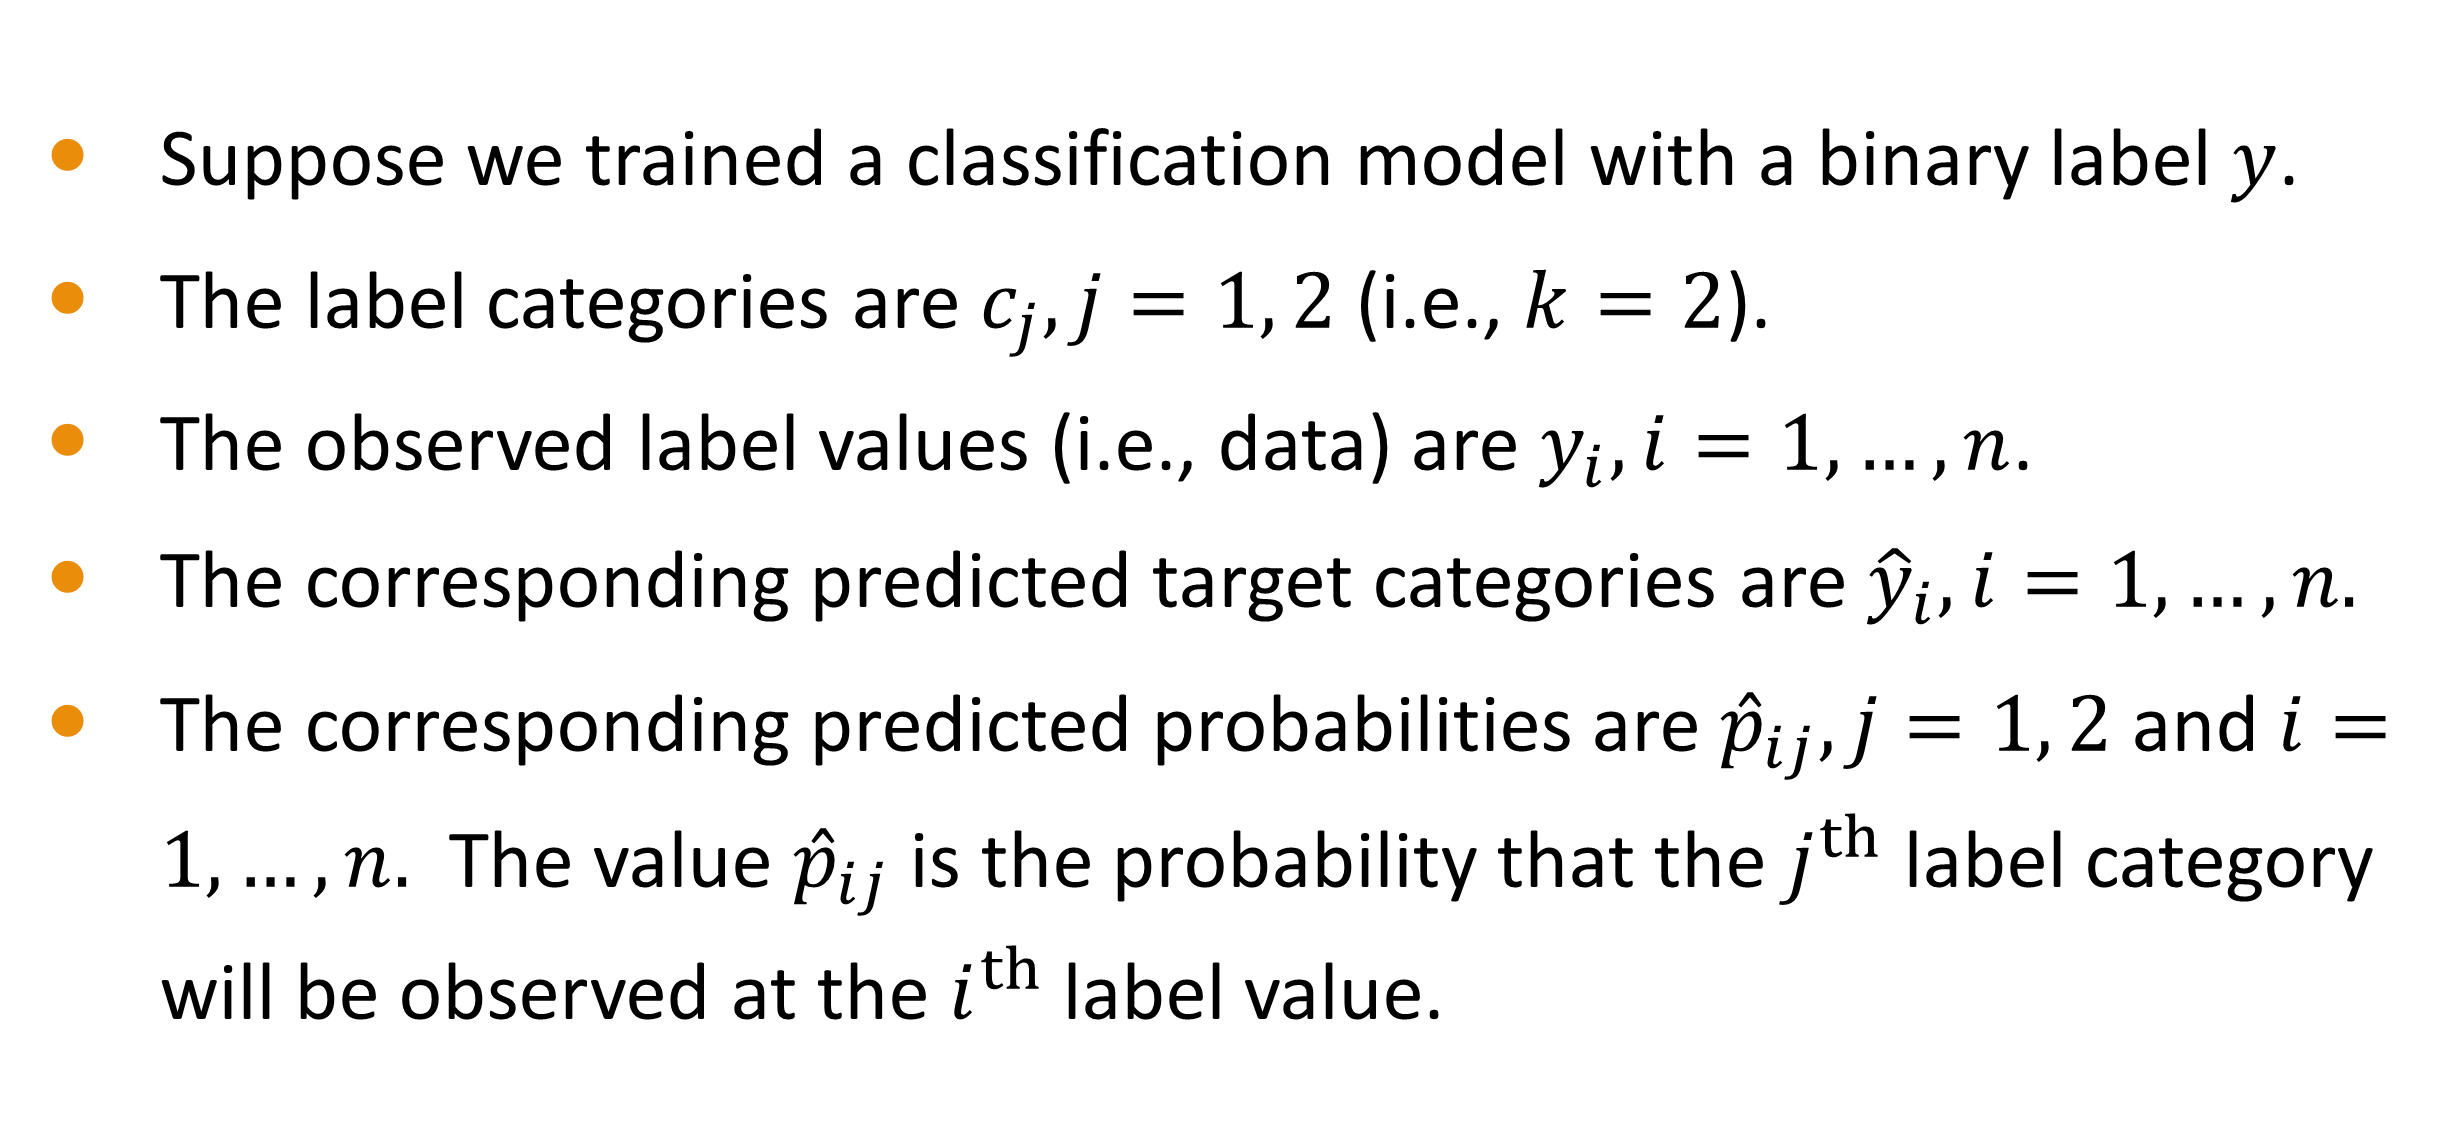 • Suppose we trained a classification model with a binary label y.
• The label categories are c_j, j = 1, 2 (i.e., k = 2).
• The observed label values (i.e., data) are y_i, i = 1, … , n.
• The corresponding predicted target categories are ŷ_i, i = 1, … , n.
• The corresponding predicted probabilities are p̂_ij, j = 1, 2 and i =
1, … , n. The value p̂_ij is the probability that the j^th label category
will be observed at the i^th label value.